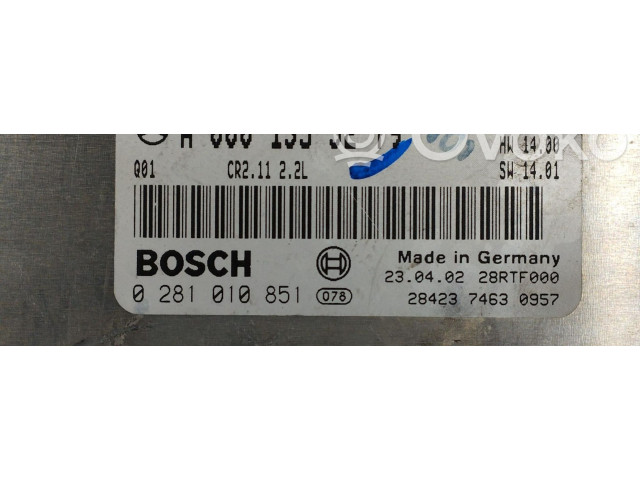 HW 14.00
Q01 CR2.11 2.2L SW 14.01
BOSCH Made in Germany
23.04.02 28RTF000
0 281 010 851 078
28423 7463 0957
OVOKO